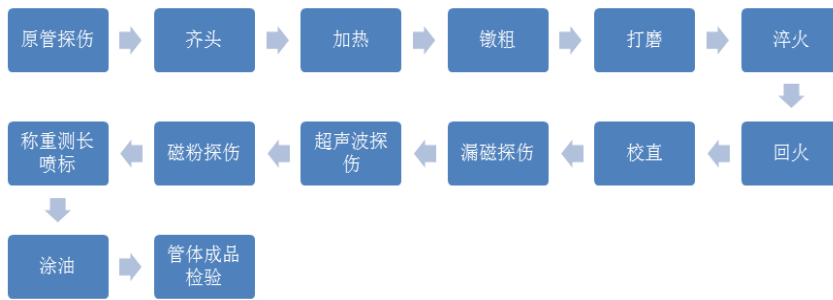 原管探伤
齐头
加热
镦粗
打磨
淬火
回火
校直
漏磁探伤
超声波探
伤
磁粉探伤
称重测长
喷标
涂油
管体成品
检验